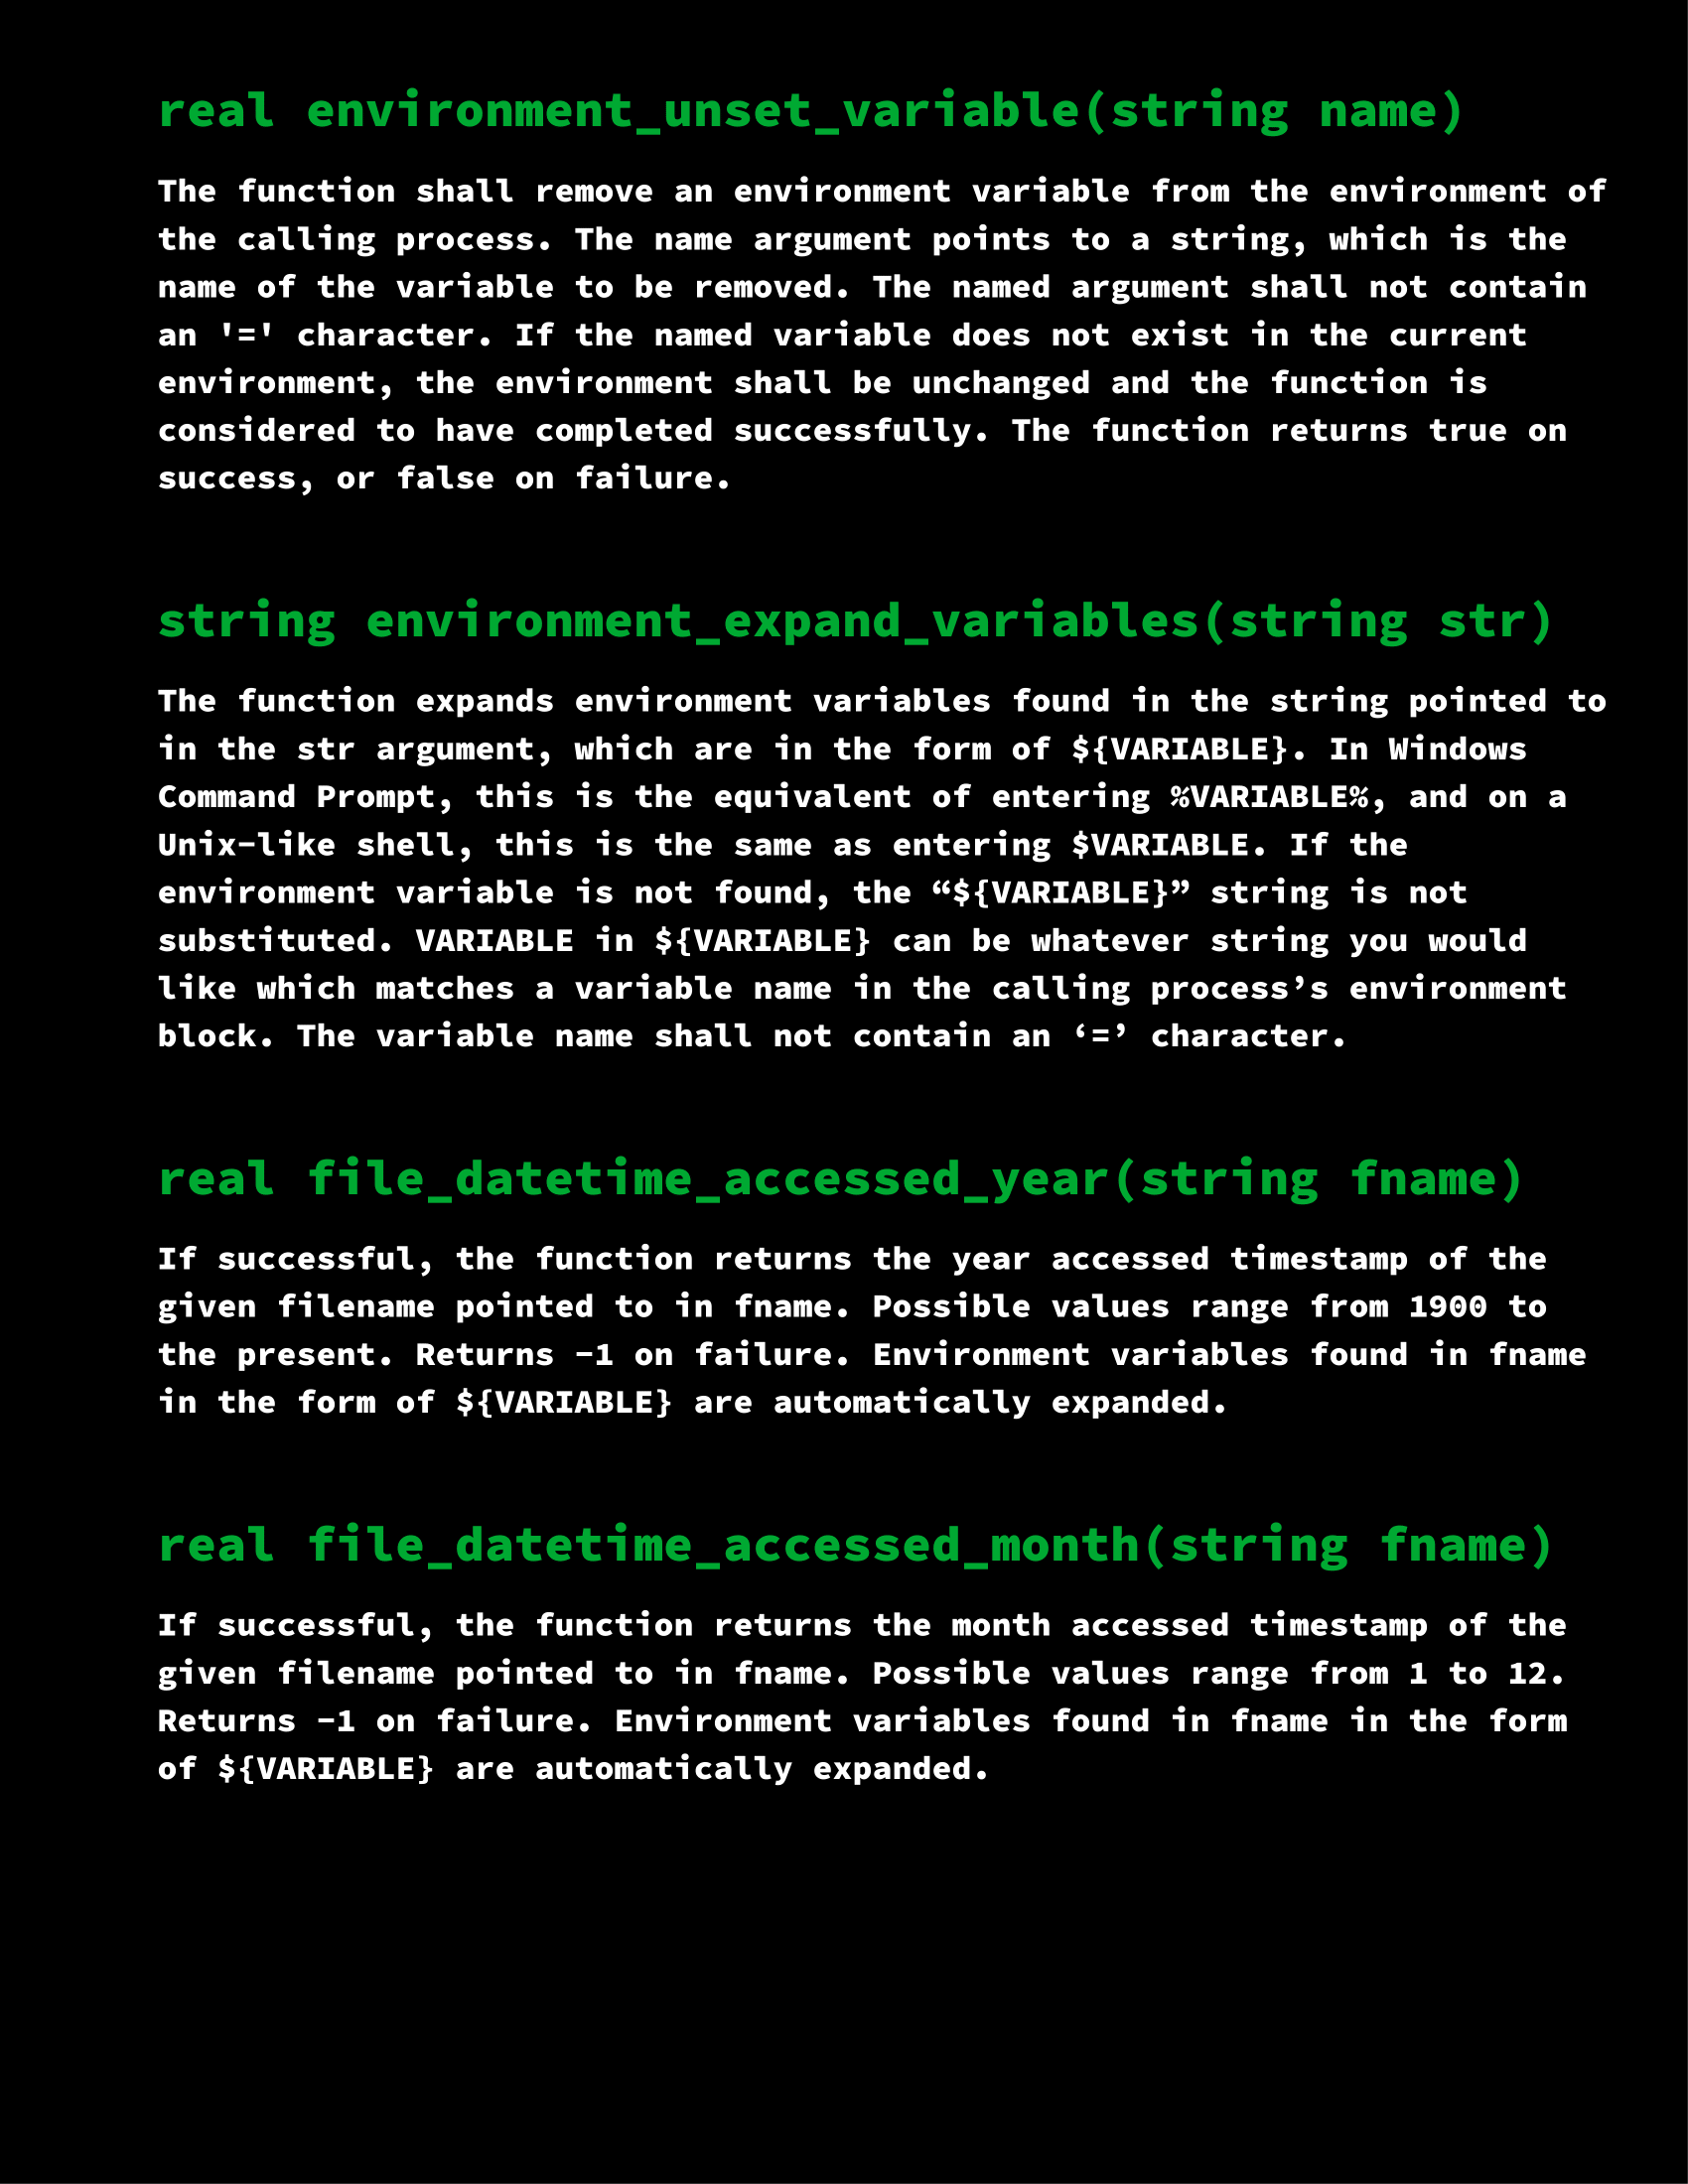 real environment_unset_variable(string name)
The function shall remove an environment variable from the environment of
the calling process. The name argument points to a string, which is the
name of the variable to be removed. The named argument shall not contain
an '=' character. If the named variable does not exist in the current
environment, the environment shall be unchanged and the function is
considered to have completed successfully. The function returns true on
success, or false on failure.
string environment_expand_variables(string str)
The function expands environment variables found in the string pointed to
in the str argument, which are in the form of ${VARIABLE}. In Windows
Command Prompt, this is the equivalent of entering %VARIABLE%, and on a
Unix-like shell, this is the same as entering $VARIABLE. If the
environment variable is not found, the “${VARIABLE}” string is not
substituted. VARIABLE in ${VARIABLE} can be whatever string you would
like which matches a variable name in the calling process’s environment
block. The variable name shall not contain an ‘=’ character.
real file_datetime_accessed_year(string fname)
If successful, the function returns the year accessed timestamp of the
given filename pointed to in fname. Possible values range from 1900 to
the present. Returns -1 on failure. Environment variables found in fname
in the form of ${VARIABLE} are automatically expanded.
real file_datetime_accessed_month(string fname)
If successful, the function returns the month accessed timestamp of the
given filename pointed to in fname. Possible values range from 1 to 12.
Returns -1 on failure. Environment variables found in fname in the form
of ${VARIABLE} are automatically expanded.